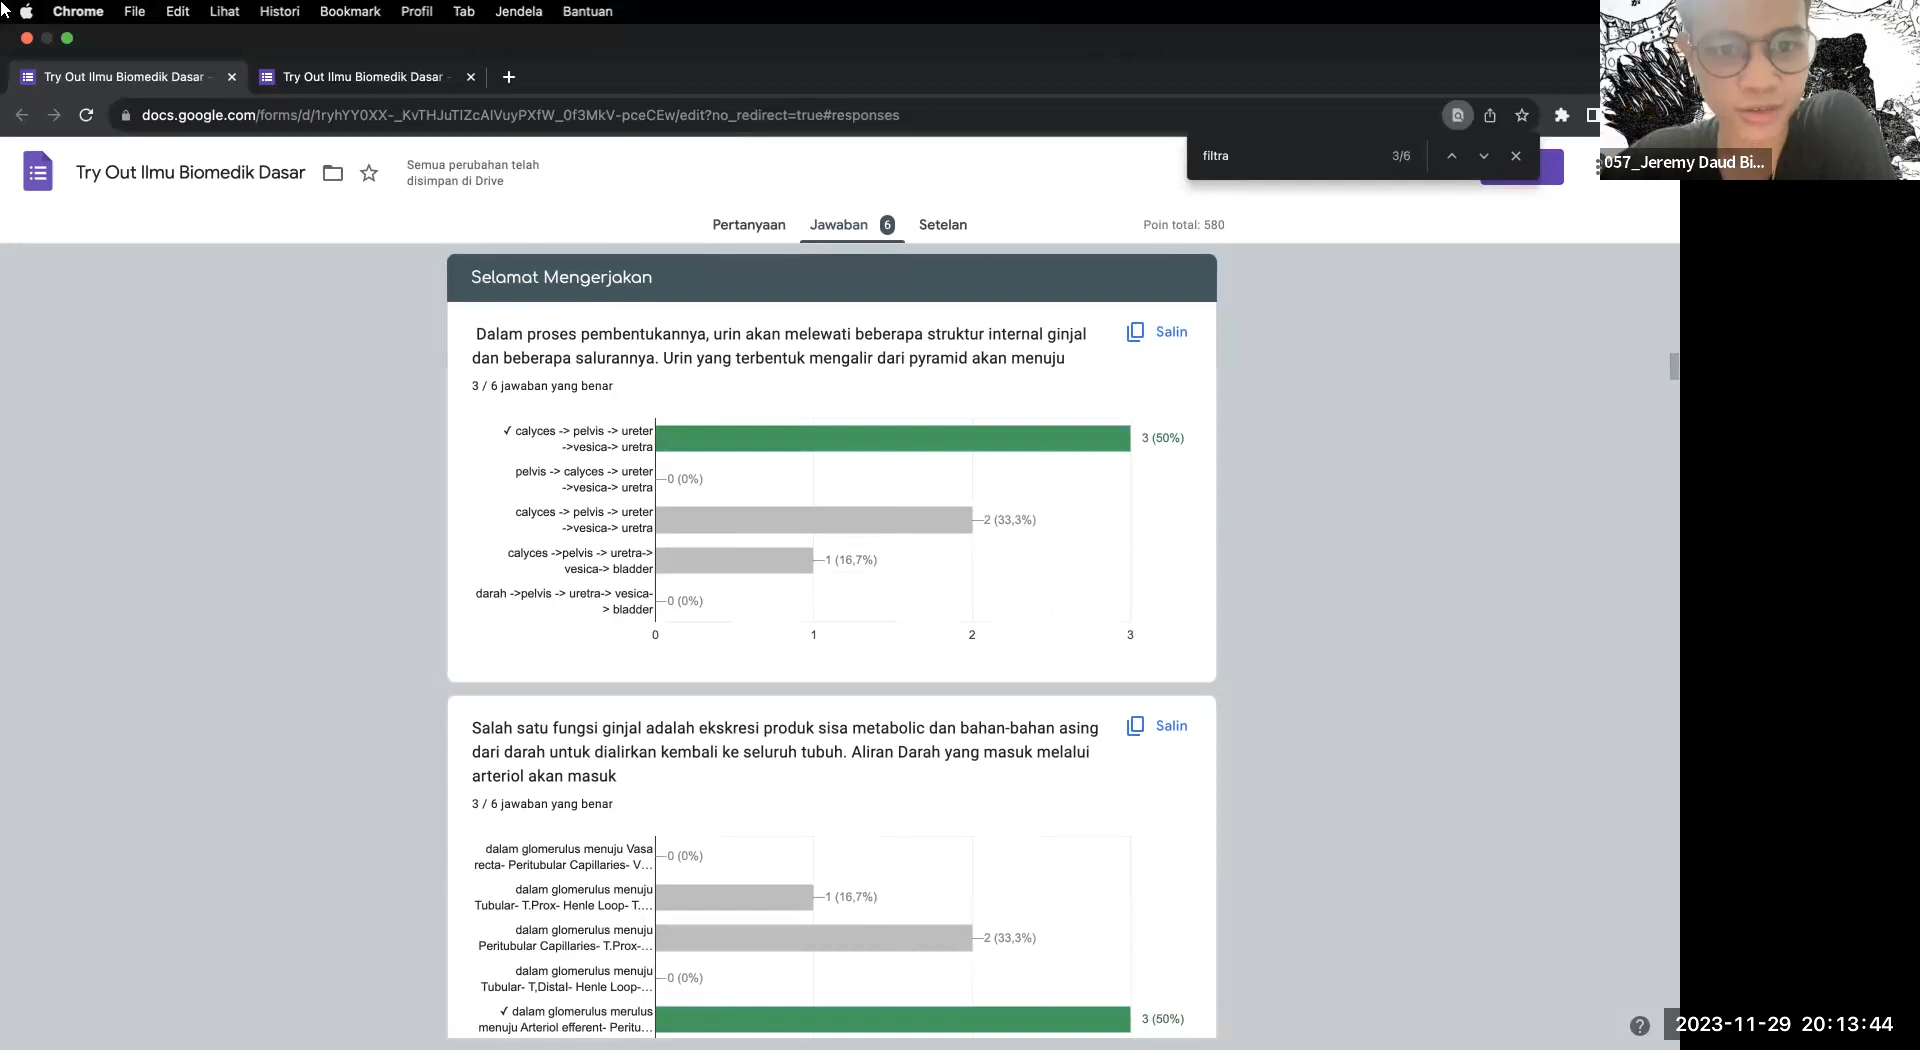 Chrome File Edit Lihat Histori Bookmark Profil Tab Jendela Bantuan
Try Out Ilmu Biomedik Dasar - Try Out Ilmu Biomedik Dasar -
docs.google.com/forms/d/1ryhYY0XX-_KvTHJuTIZcAlVuyPXfW_0f3MkV-pceCEw/edit?no_redirect=true#responses
filtra 3/6
057_Jeremy Daud Bi...
Try Out Ilmu Biomedik Dasar
Semua perubahan telah
disimpan di Drive
Pertanyaan Jawaban 6 Setelan Poin total: 580
Selamat Mengerjakan
Dalam proses pembentukannya, urin akan melewati beberapa struktur internal ginjal
dan beberapa salurannya. Urin yang terbentuk mengalir dari pyramid akan menuju
Salin
3 / 6 jawaban yang benar
✓ calyces -> pelvis -> ureter
->vesica-> uretra
3 (50%)
pelvis -> calyces -> ureter
->vesica-> uretra
0 (0%)
calyces -> pelvis -> ureter
->vesica-> uretra
2 (33,3%)
calyces ->pelvis -> uretra->
vesica-> bladder
1 (16,7%)
darah ->pelvis -> uretra-> vesica-
> bladder
0 (0%)
0 1 2 3
Salah satu fungsi ginjal adalah ekskresi produk sisa metabolic dan bahan-bahan asing
dari darah untuk dialirkan kembali ke seluruh tubuh. Aliran Darah yang masuk melalui
arteriol akan masuk
Salin
3 / 6 jawaban yang benar
dalam glomerulus menuju Vasa
recta- Peritubular Capillaries- V...
0 (0%)
dalam glomerulus menuju
Tubular- T.Prox- Henle Loop- T....
1 (16,7%)
dalam glomerulus menuju
Peritubular Capillaries- T.Prox-...
2 (33,3%)
dalam glomerulus menuju
Tubular- T,Distal- Henle Loop-...
0 (0%)
✓ dalam glomerulus merulus
menuju Arteriol efferent- Peritu...
3 (50%)
2023-11-29 20:13:44